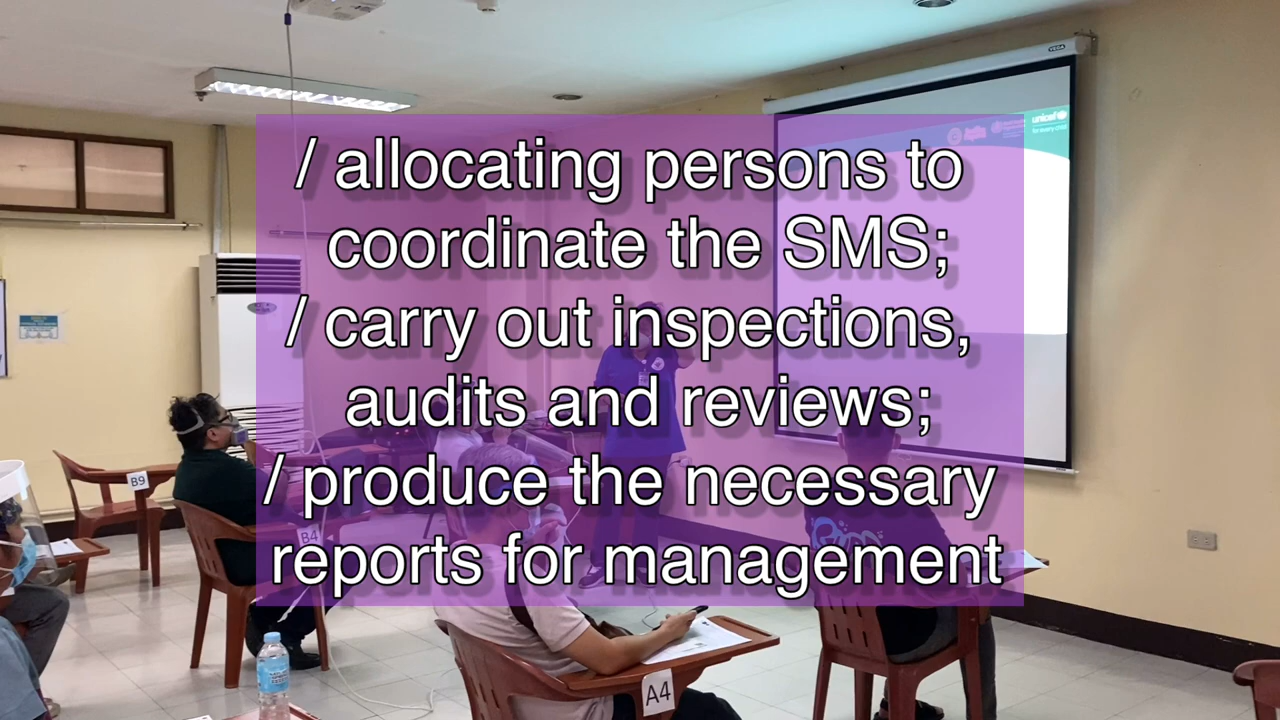 VEGA
unicef
for every child
/ allocating persons to
coordinate the SMS;
/ carry out inspections,
audits and reviews;
/ produce the necessary
reports for management
B9
B4
A4